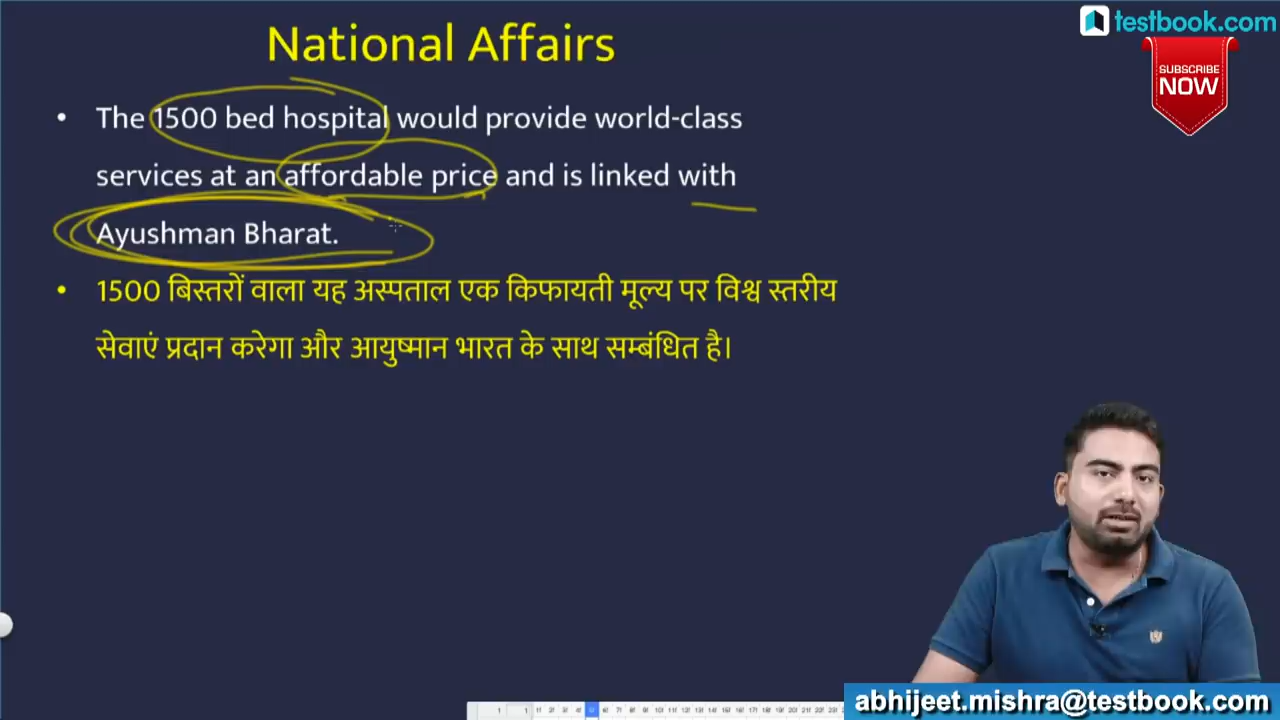 testbook.com
National Affairs
SUBSCRIBE
NOW
• The 1500 bed hospital would provide world-class
services at an affordable price and is linked with
Ayushman Bharat.
• 1500 बिस्तरों वाला यह अस्पताल एक किफायती मूल्य पर विश्व स्तरीय
सेवाएं प्रदान करेगा और आयुष्मान भारत के साथ सम्बंधित है।
abhijeet.mishra@testbook.com